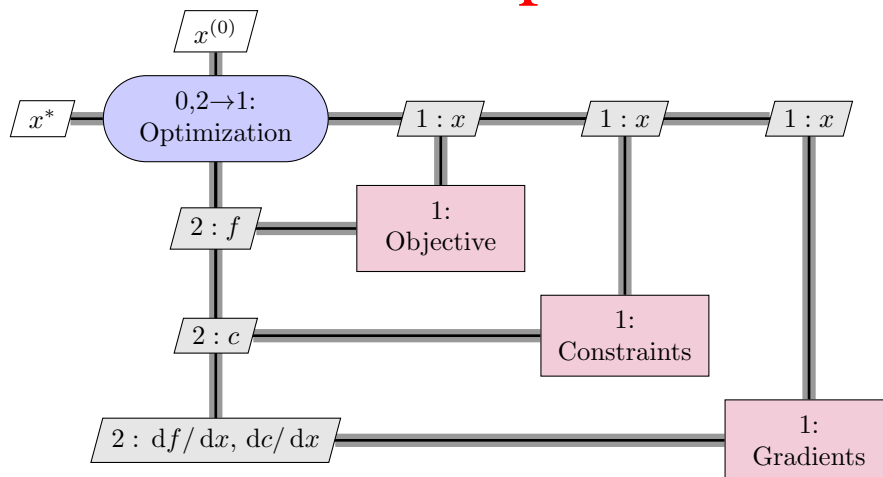 p
x^{(0)}
x^*
0,2→1:
Optimization
1 : x
1 : x
1 : x
2 : f
1:
Objective
2 : c
1:
Constraints
2 : df/ dx, dc/ dx
1:
Gradients